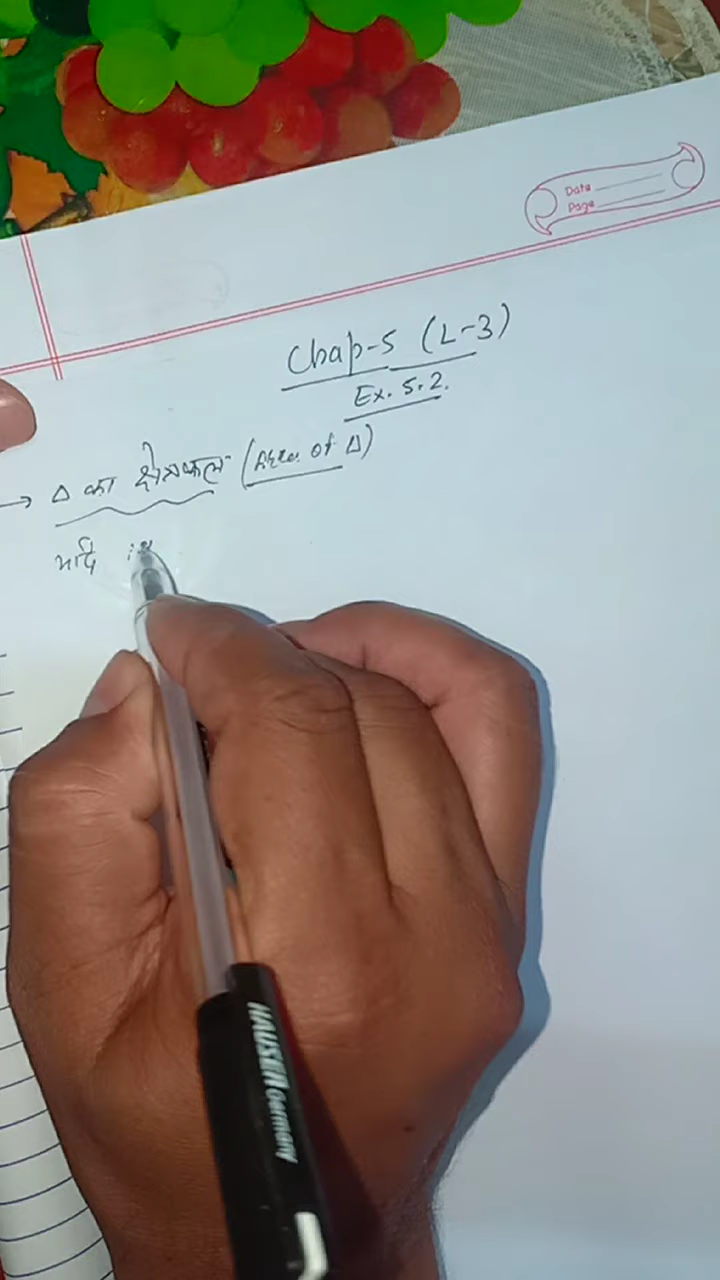 Date
Page
Chap-5 (L-3)
Ex. 5.2.
→ Δ का क्षेत्रफल (Area of Δ)
यदि
HAUSER Germany